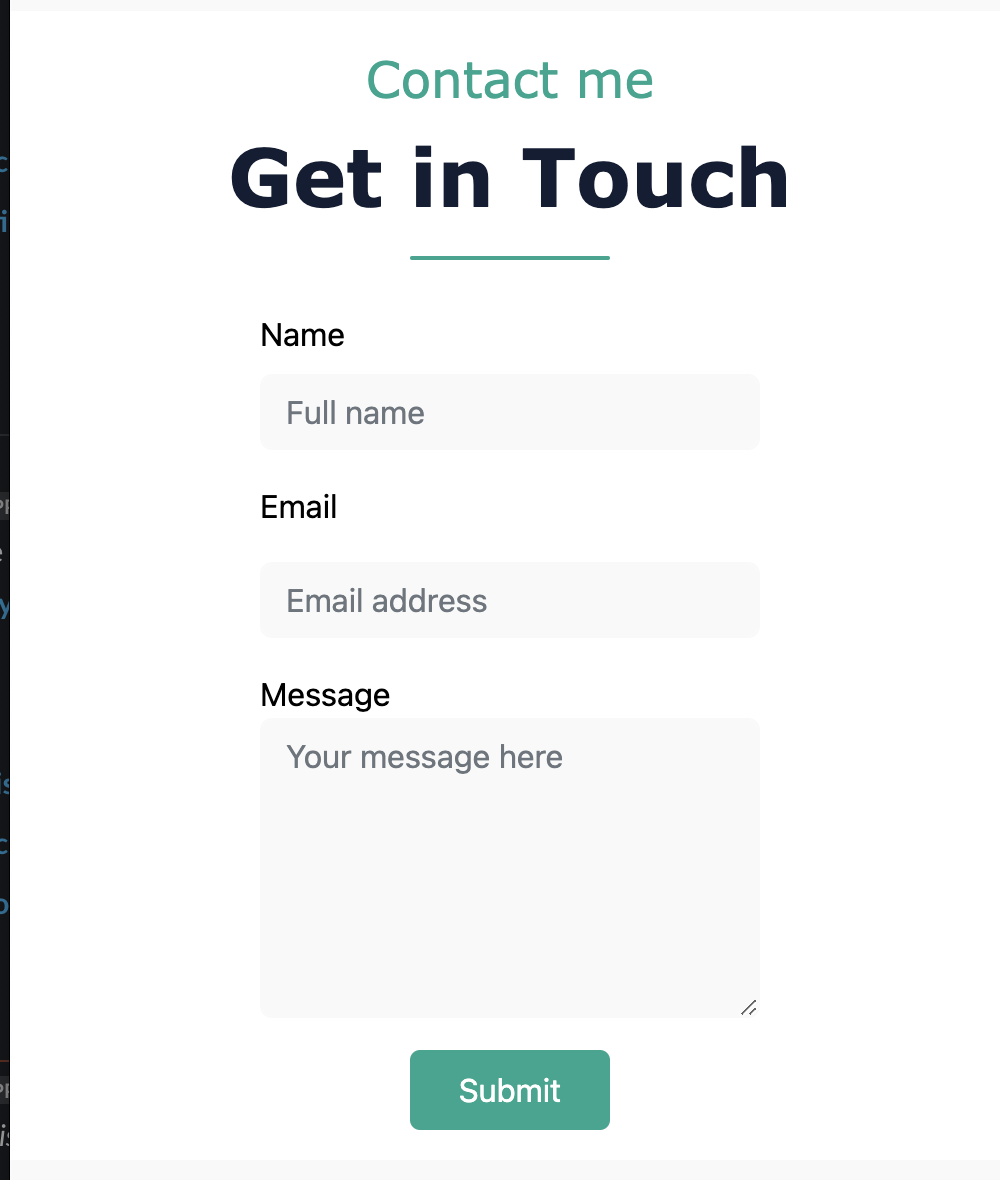 Contact me
Get in Touch
Name
Full name
Email
Email address
Message
Your message here
Submit